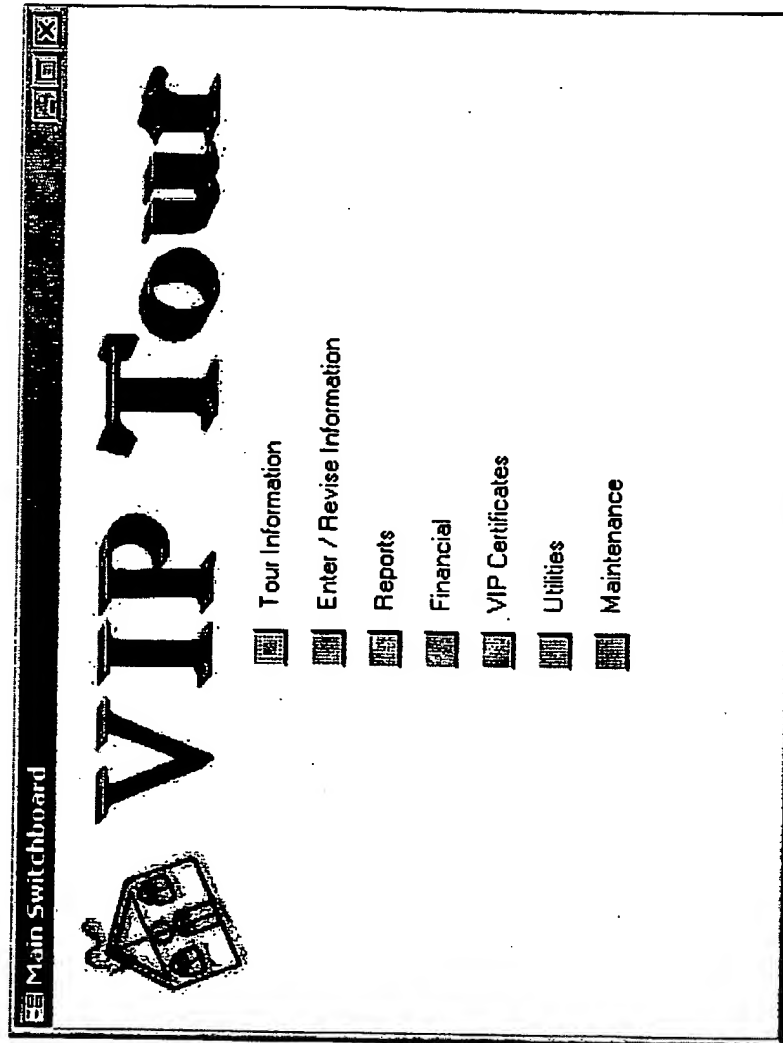 Main Switchboard
VIP Tour
Tour Information
Enter / Revise Information
Reports
Financial
VIP Certificates
Utilities
Maintenance